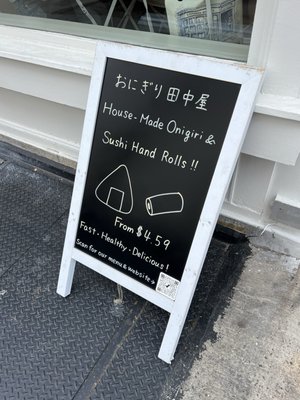 おにぎり田中屋
House-Made Onigiri &
Sushi Hand Rolls!!
From $4.59
Fast-Healthy-Delicious!
Scan for our menu & website→